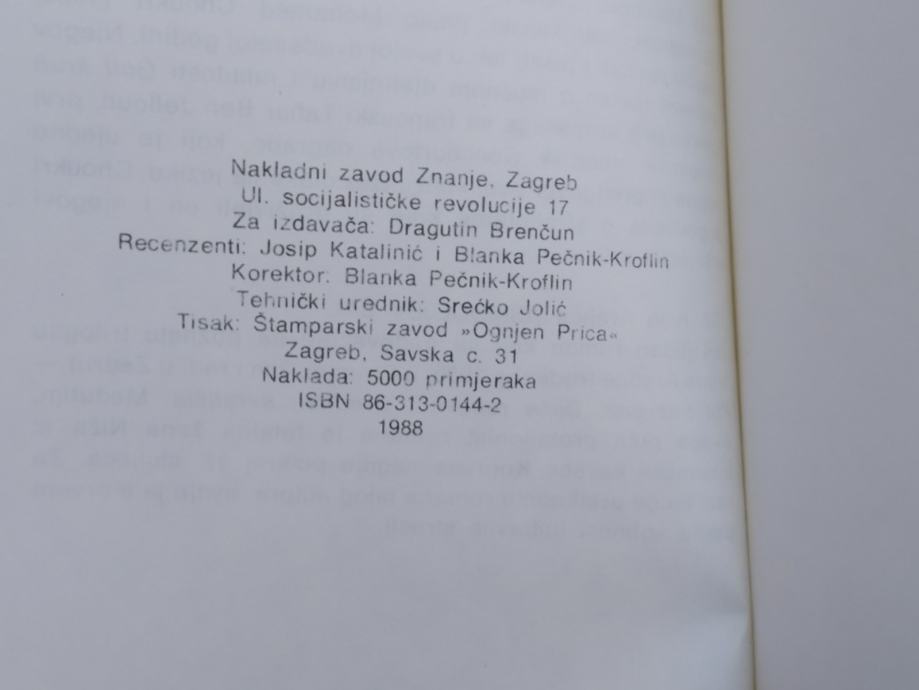 Nakladni zavod Znanje, Zagreb
Ul. socijalističke revolucije 17
Za izdavača: Dragutin Brenčun
Recenzenti: Josip Katalinić i Blanka Pečnik-Kroflin
Korektor: Blanka Pečnik-Kroflin
Tehnički urednik: Srećko Jolić
Tisak: Štamparski zavod »Ognjen Prica«
Zagreb, Savska c. 31
Naklada: 5000 primjeraka
ISBN 86-313-0144-2
1988